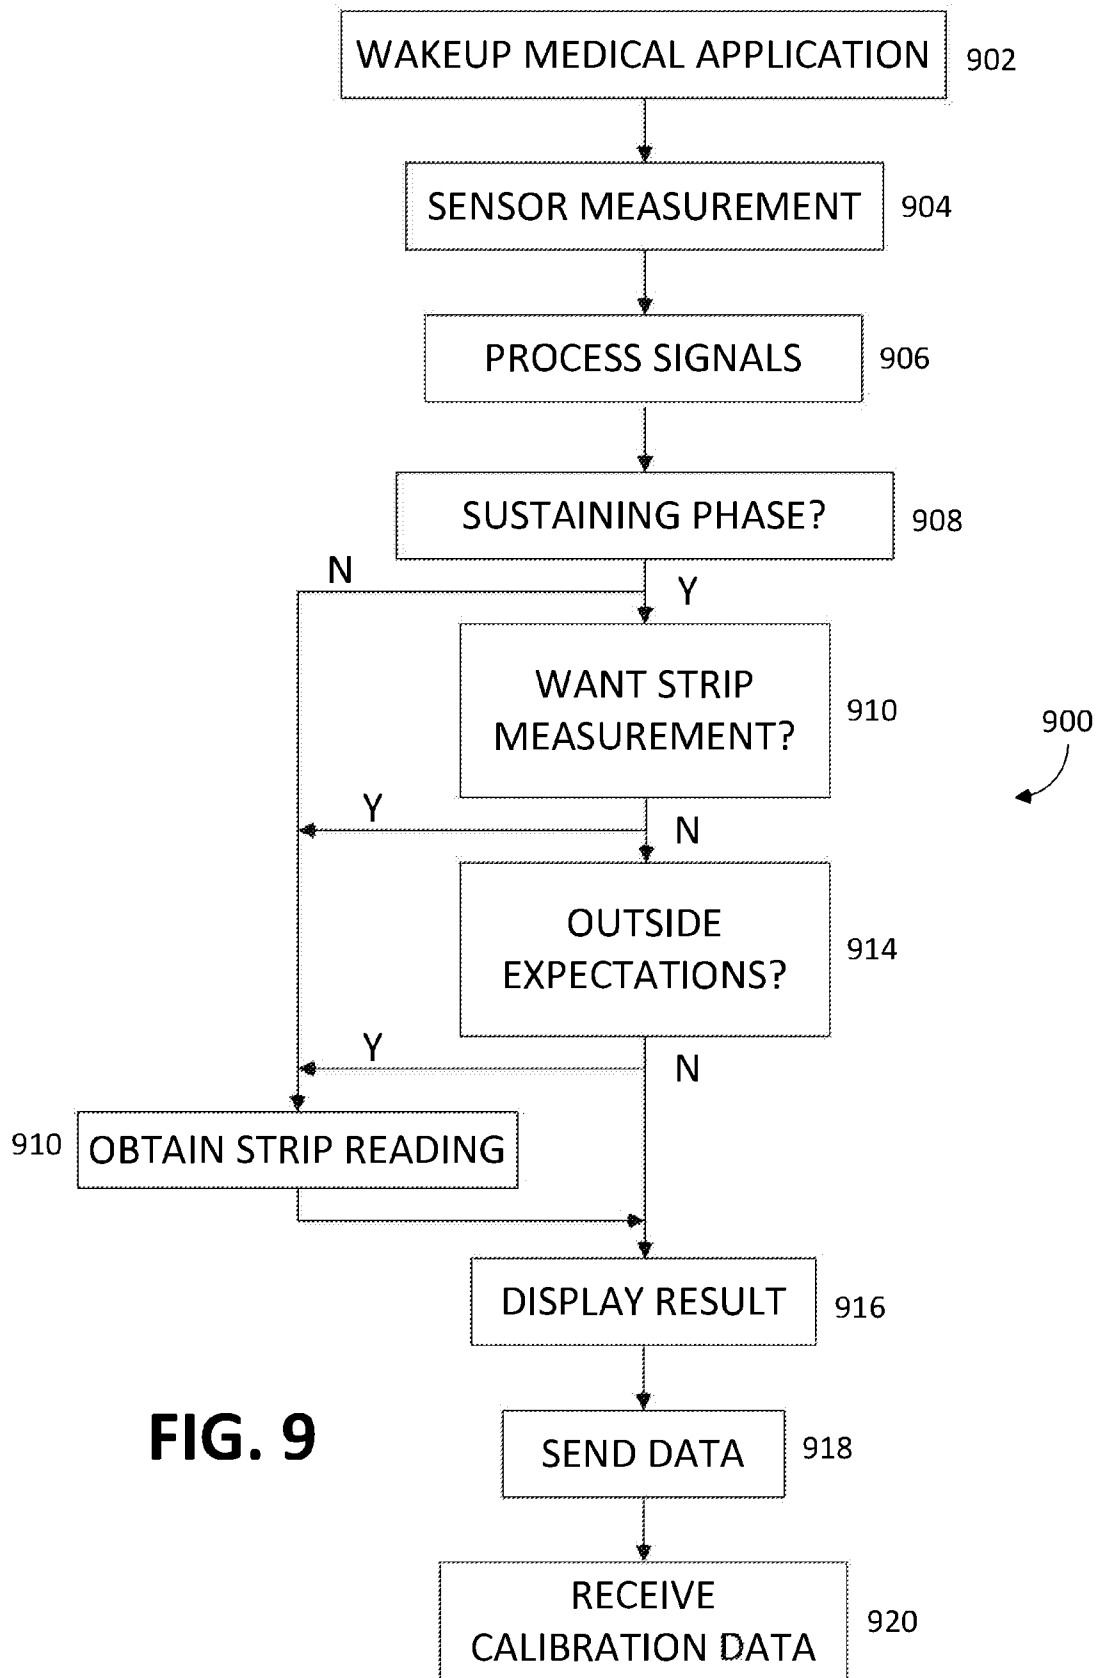 WAKEUP MEDICAL APPLICATION
902
SENSOR MEASUREMENT
904
PROCESS SIGNALS
906
SUSTAINING PHASE?
908
N
Y
WANT STRIP
MEASUREMENT?
910
900
Y
N
OUTSIDE
EXPECTATIONS?
914
Y
N
910
OBTAIN STRIP READING
DISPLAY RESULT
916
FIG. 9
SEND DATA
918
RECEIVE
CALIBRATION DATA
920